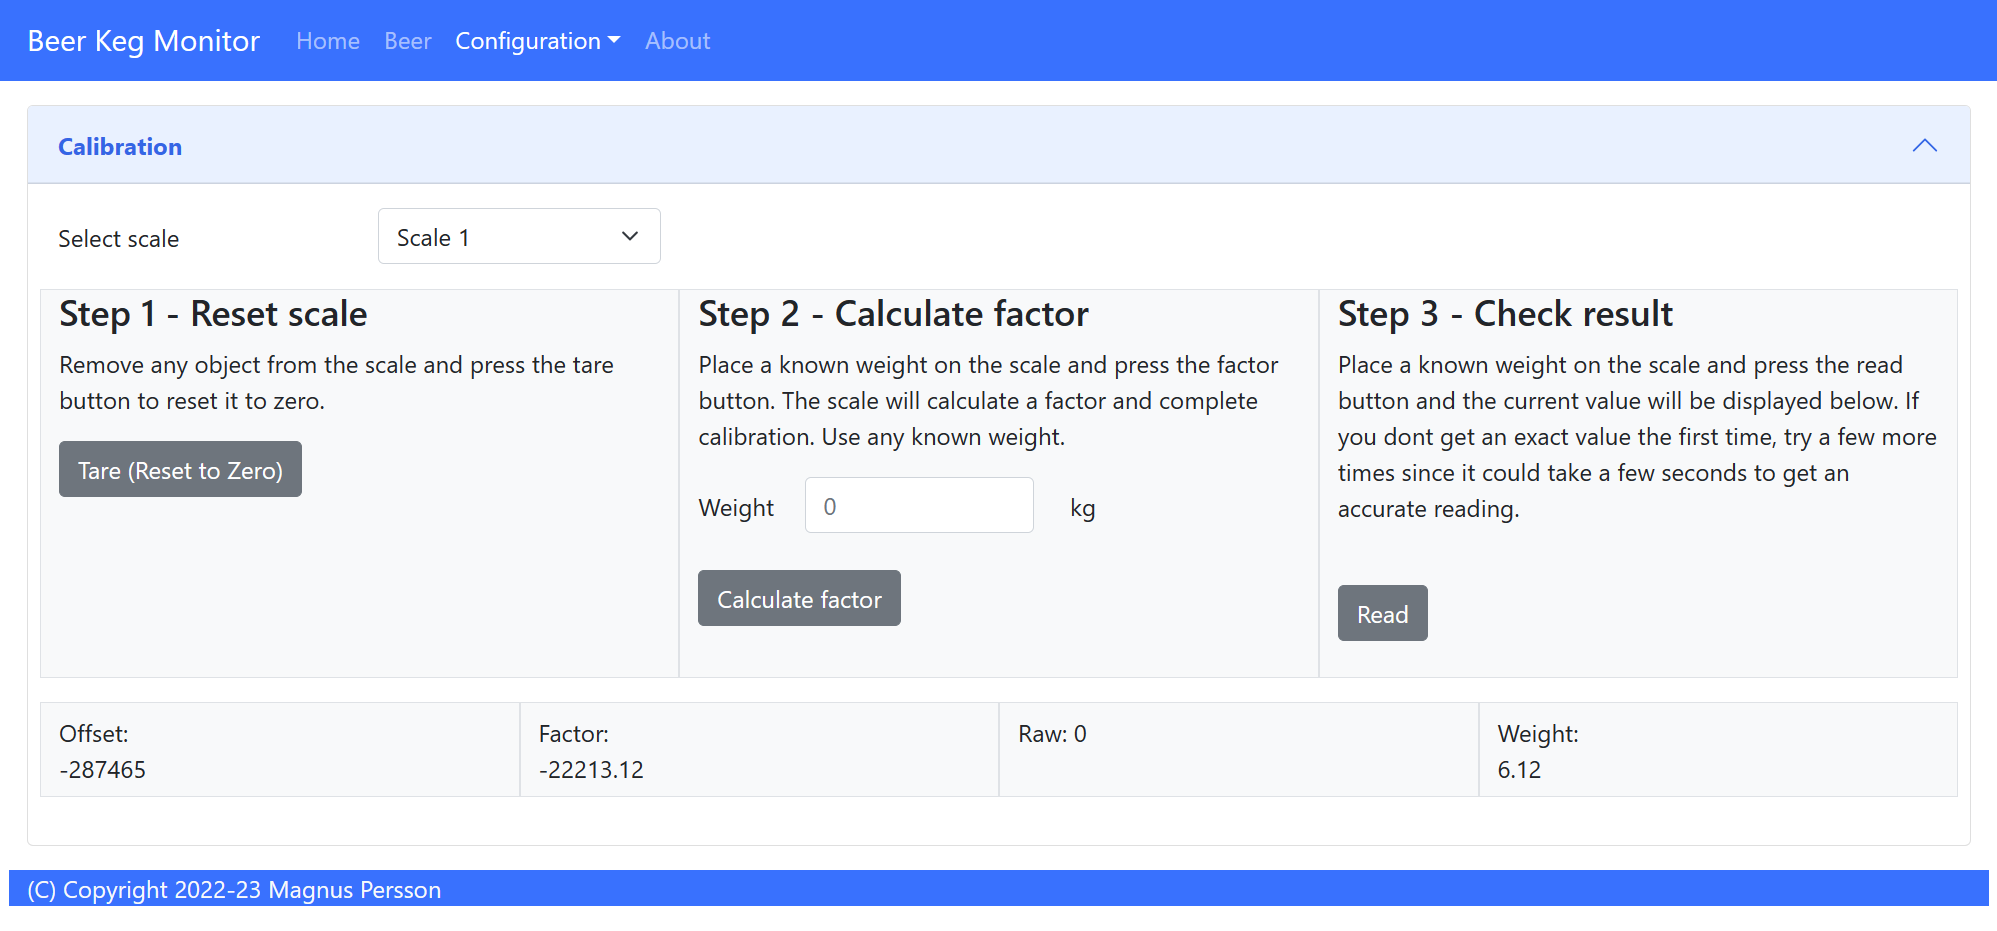 Beer Keg Monitor Home Beer Configuration About
Calibration
Select scale Scale 1
Step 1 - Reset scale
Remove any object from the scale and press the tare
button to reset it to zero.
Tare (Reset to Zero)
Step 2 - Calculate factor
Place a known weight on the scale and press the factor
button. The scale will calculate a factor and complete
calibration. Use any known weight.
Weight 0 kg
Calculate factor
Step 3 - Check result
Place a known weight on the scale and press the read
button and the current value will be displayed below. If
you dont get an exact value the first time, try a few more
times since it could take a few seconds to get an
accurate reading.
Read
Offset:
-287465
Factor:
-22213.12
Raw: 0
Weight:
6.12
(C) Copyright 2022-23 Magnus Persson